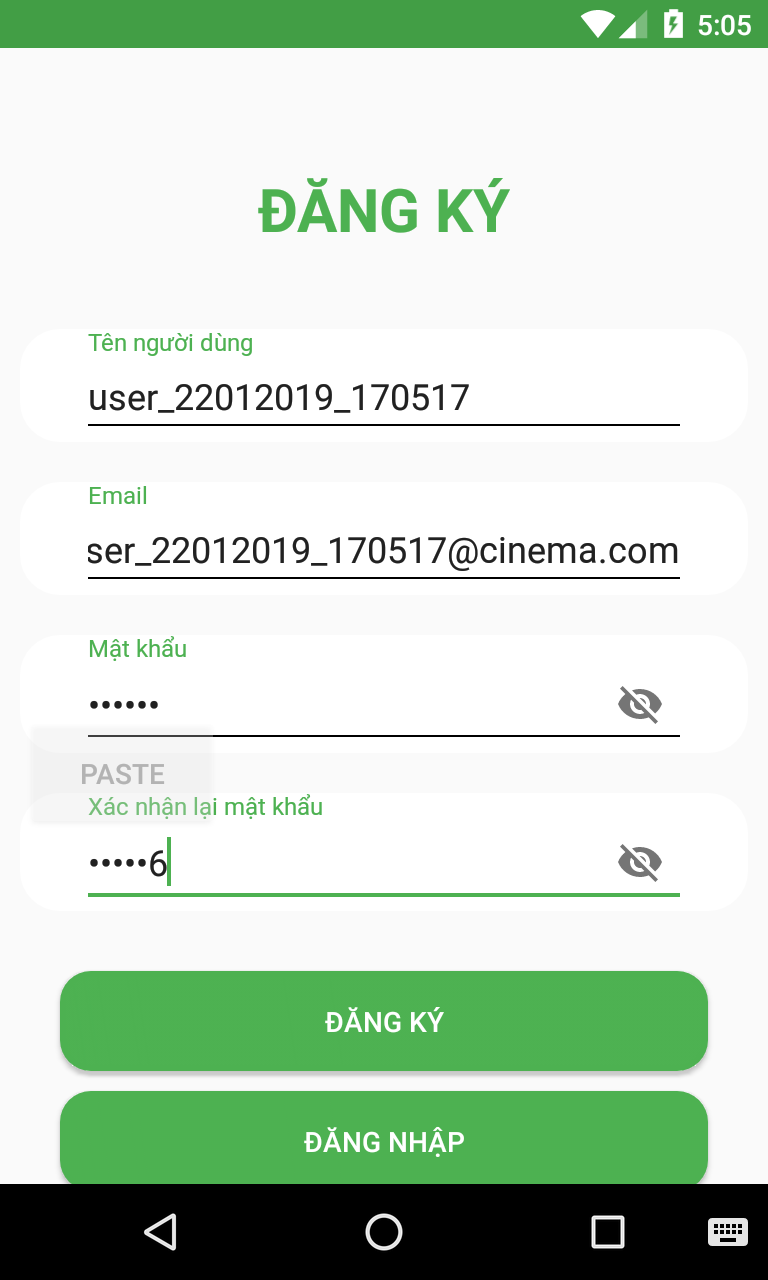 5:05
ĐĂNG KÝ
Tên người dùng
user_22012019_170517
Email
ser_22012019_170517@cinema.com
Mật khẩu
••••••
PASTE
Xác nhận lại mật khẩu
•••••6
ĐĂNG KÝ
ĐĂNG NHẬP